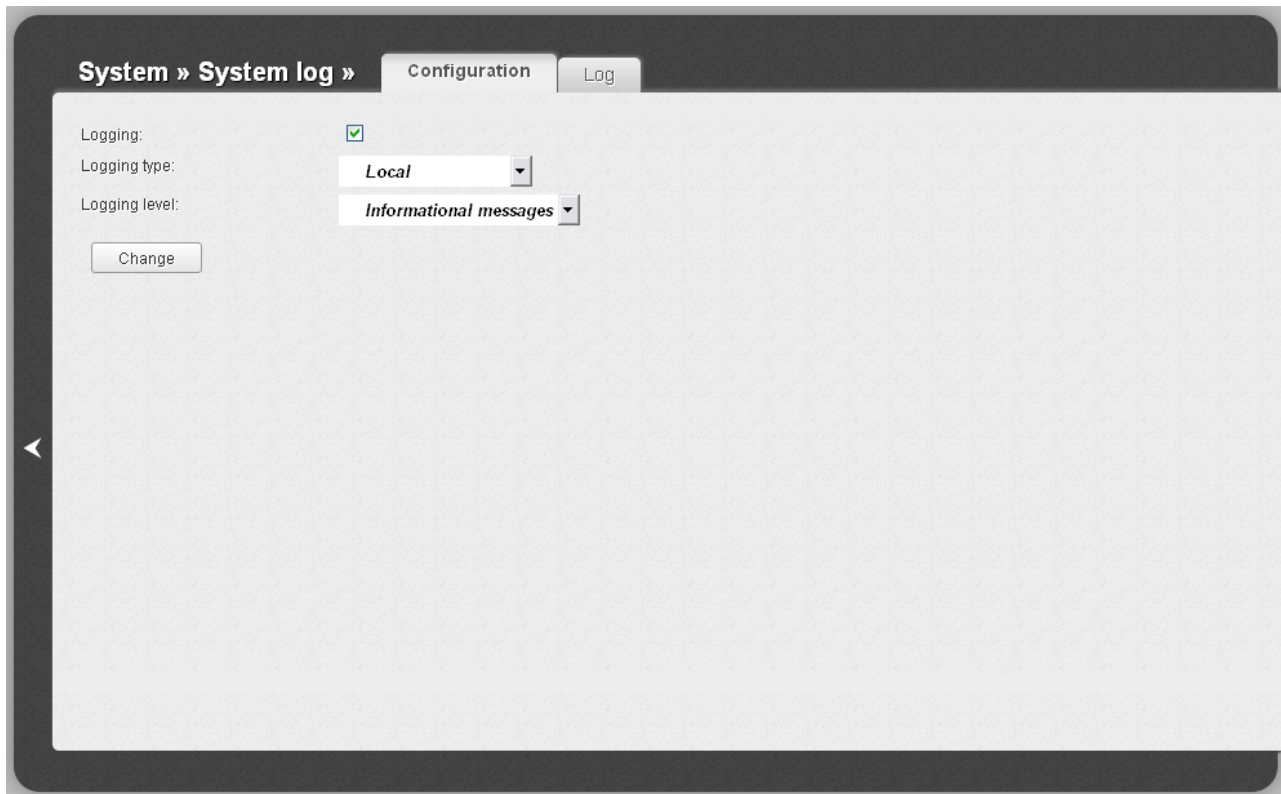 System » System log » Configuration Log
Logging:
Logging type: Local
Logging level: Informational messages
Change